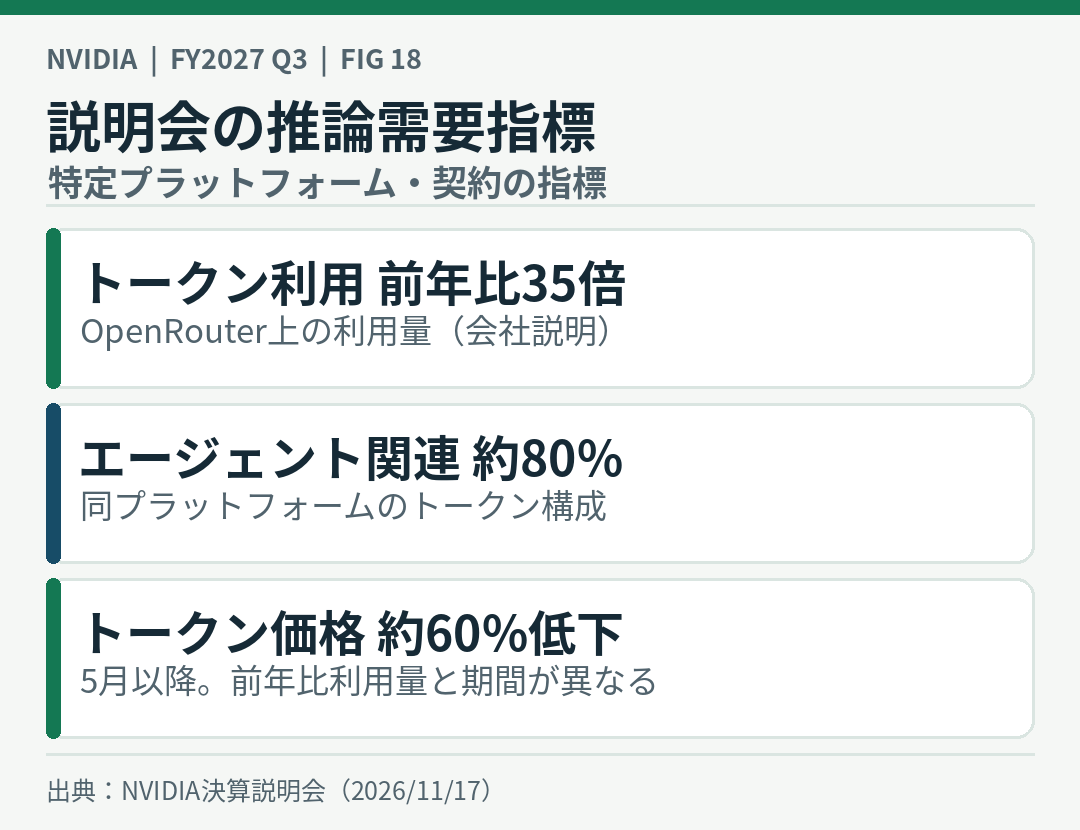 NVIDIA | FY2027 Q3 | FIG 18
説明会の推論需要指標
特定プラットフォーム・契約の指標
トークン利用 前年比35倍
OpenRouter上の利用量（会社説明）
エージェント関連 約80%
同プラットフォームのトークン構成
トークン価格 約60%低下
5月以降。前年比利用量と期間が異なる
出典：NVIDIA決算説明会（2026/11/17）